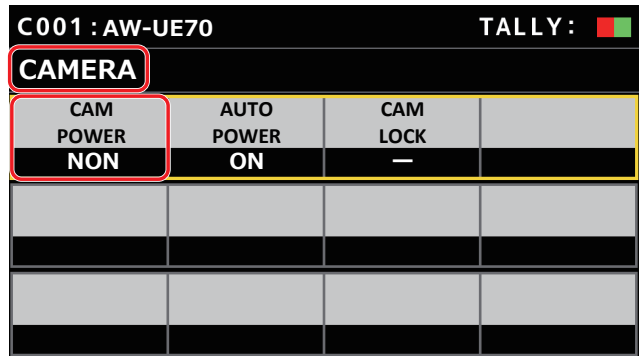 C001:AW-UE70 TALLY:
CAMERA
CAM POWER AUTO POWER CAM LOCK
NON ON —